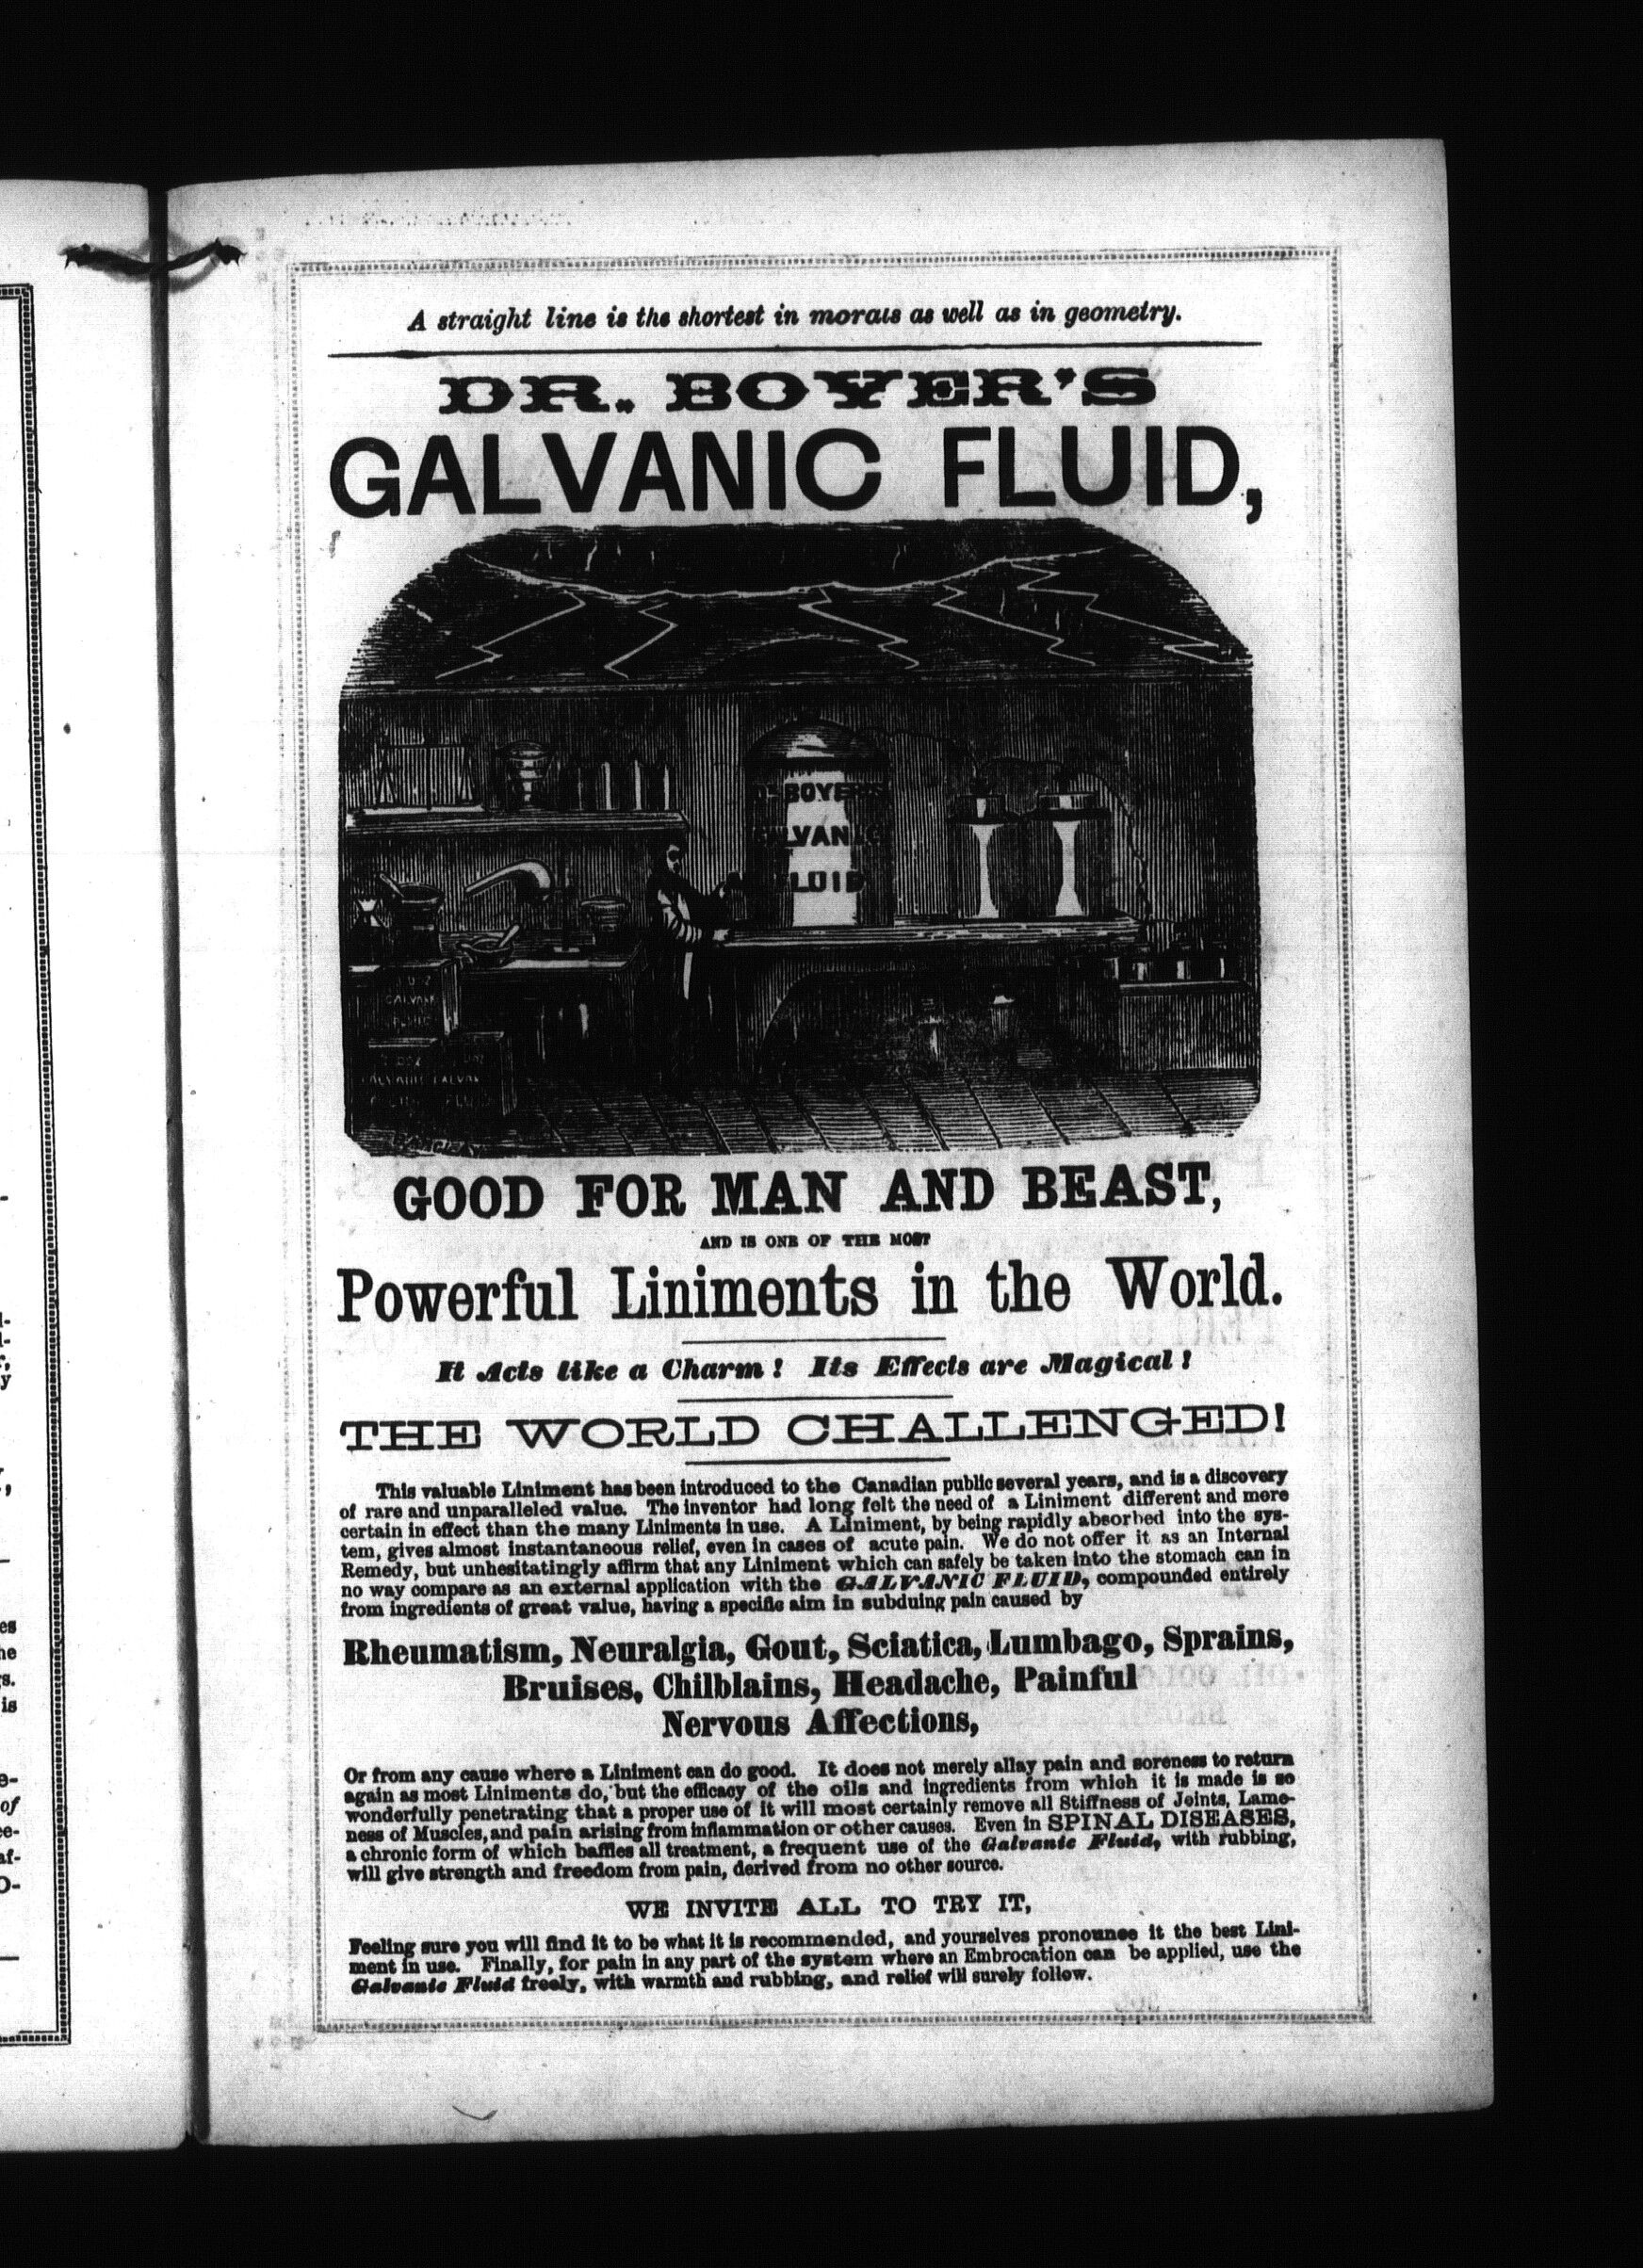 A straight line is the shortest in morals as well as in geometry.
DR. BOYER'S
GALVANIC FLUID,
BOYER'S
GALVANIC
FLUID
GALVANIC
FLUID
GOOD FOR MAN AND BEAST,
AND IS ONE OF THE MOST
Powerful Liniments in the World.
It Acts like a Charm! Its Effects are Magical!
THE WORLD CHALLENGED!
This valuable Liniment has been introduced to the Canadian public several years, and is a discovery
of rare and unparalleled value. The inventor had long felt the need of a Liniment different and more
certain in effect than the many Liniments in use. A Liniment, by being rapidly absorbed into the sys-
tem, gives almost instantaneous relief, even in cases of acute pain. We do not offer it as an Internal
Remedy, but unhesitatingly affirm that any Liniment which can safely be taken into the stomach can in
no way compare as an external application with the GALVANIC FLUID, compounded entirely
from ingredients of great value, having a specific aim in subduing pain caused by
Rheumatism, Neuralgia, Gout, Sciatica, Lumbago, Sprains,
Bruises, Chilblains, Headache, Painful
Nervous Affections,
Or from any cause where a Liniment can do good. It does not merely allay pain and soreness to return
again as most Liniments do, but the efficacy of the oils and ingredients from which it is made is so
wonderfully penetrating that a proper use of it will most certainly remove all Stiffness of Joints, Lame-
ness of Muscles, and pain arising from inflammation or other causes. Even in SPINAL DISEASES,
a chronic form of which baffles all treatment, a frequent use of the Galvanic Fluid, with rubbing,
will give strength and freedom from pain, derived from no other source.
WE INVITE ALL TO TRY IT,
Feeling sure you will find it to be what it is recommended, and yourselves pronounce it the best Lini-
ment in use. Finally, for pain in any part of the system where an Embrocation can be applied, use the
Galvanic Fluid freely, with warmth and rubbing, and relief will surely follow.